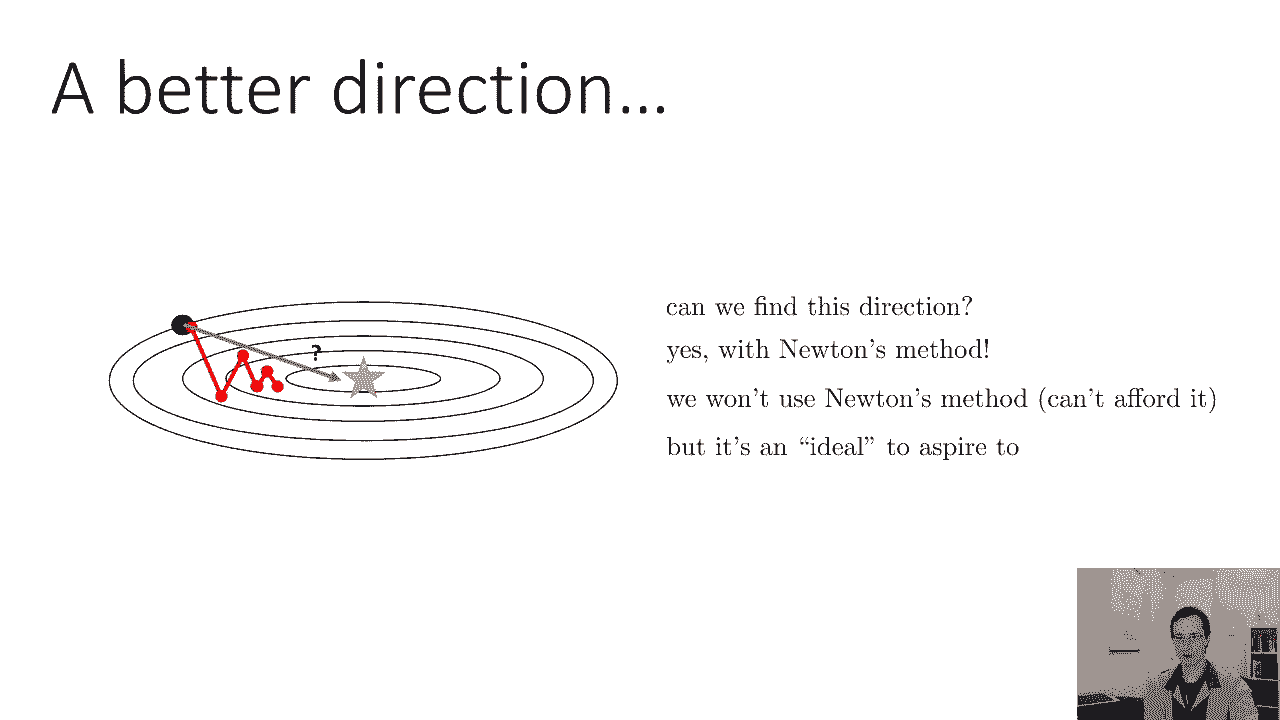 A better direction...
?
can we find this direction?
yes, with Newton's method!
we won't use Newton's method (can't afford it)
but it's an “ideal” to aspire to